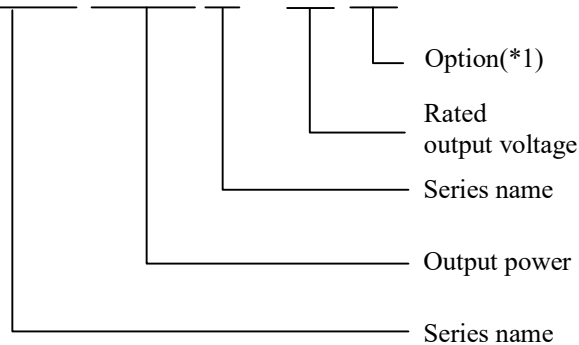 Option(*1)
Rated
output voltage
Series name
Output power
Series name